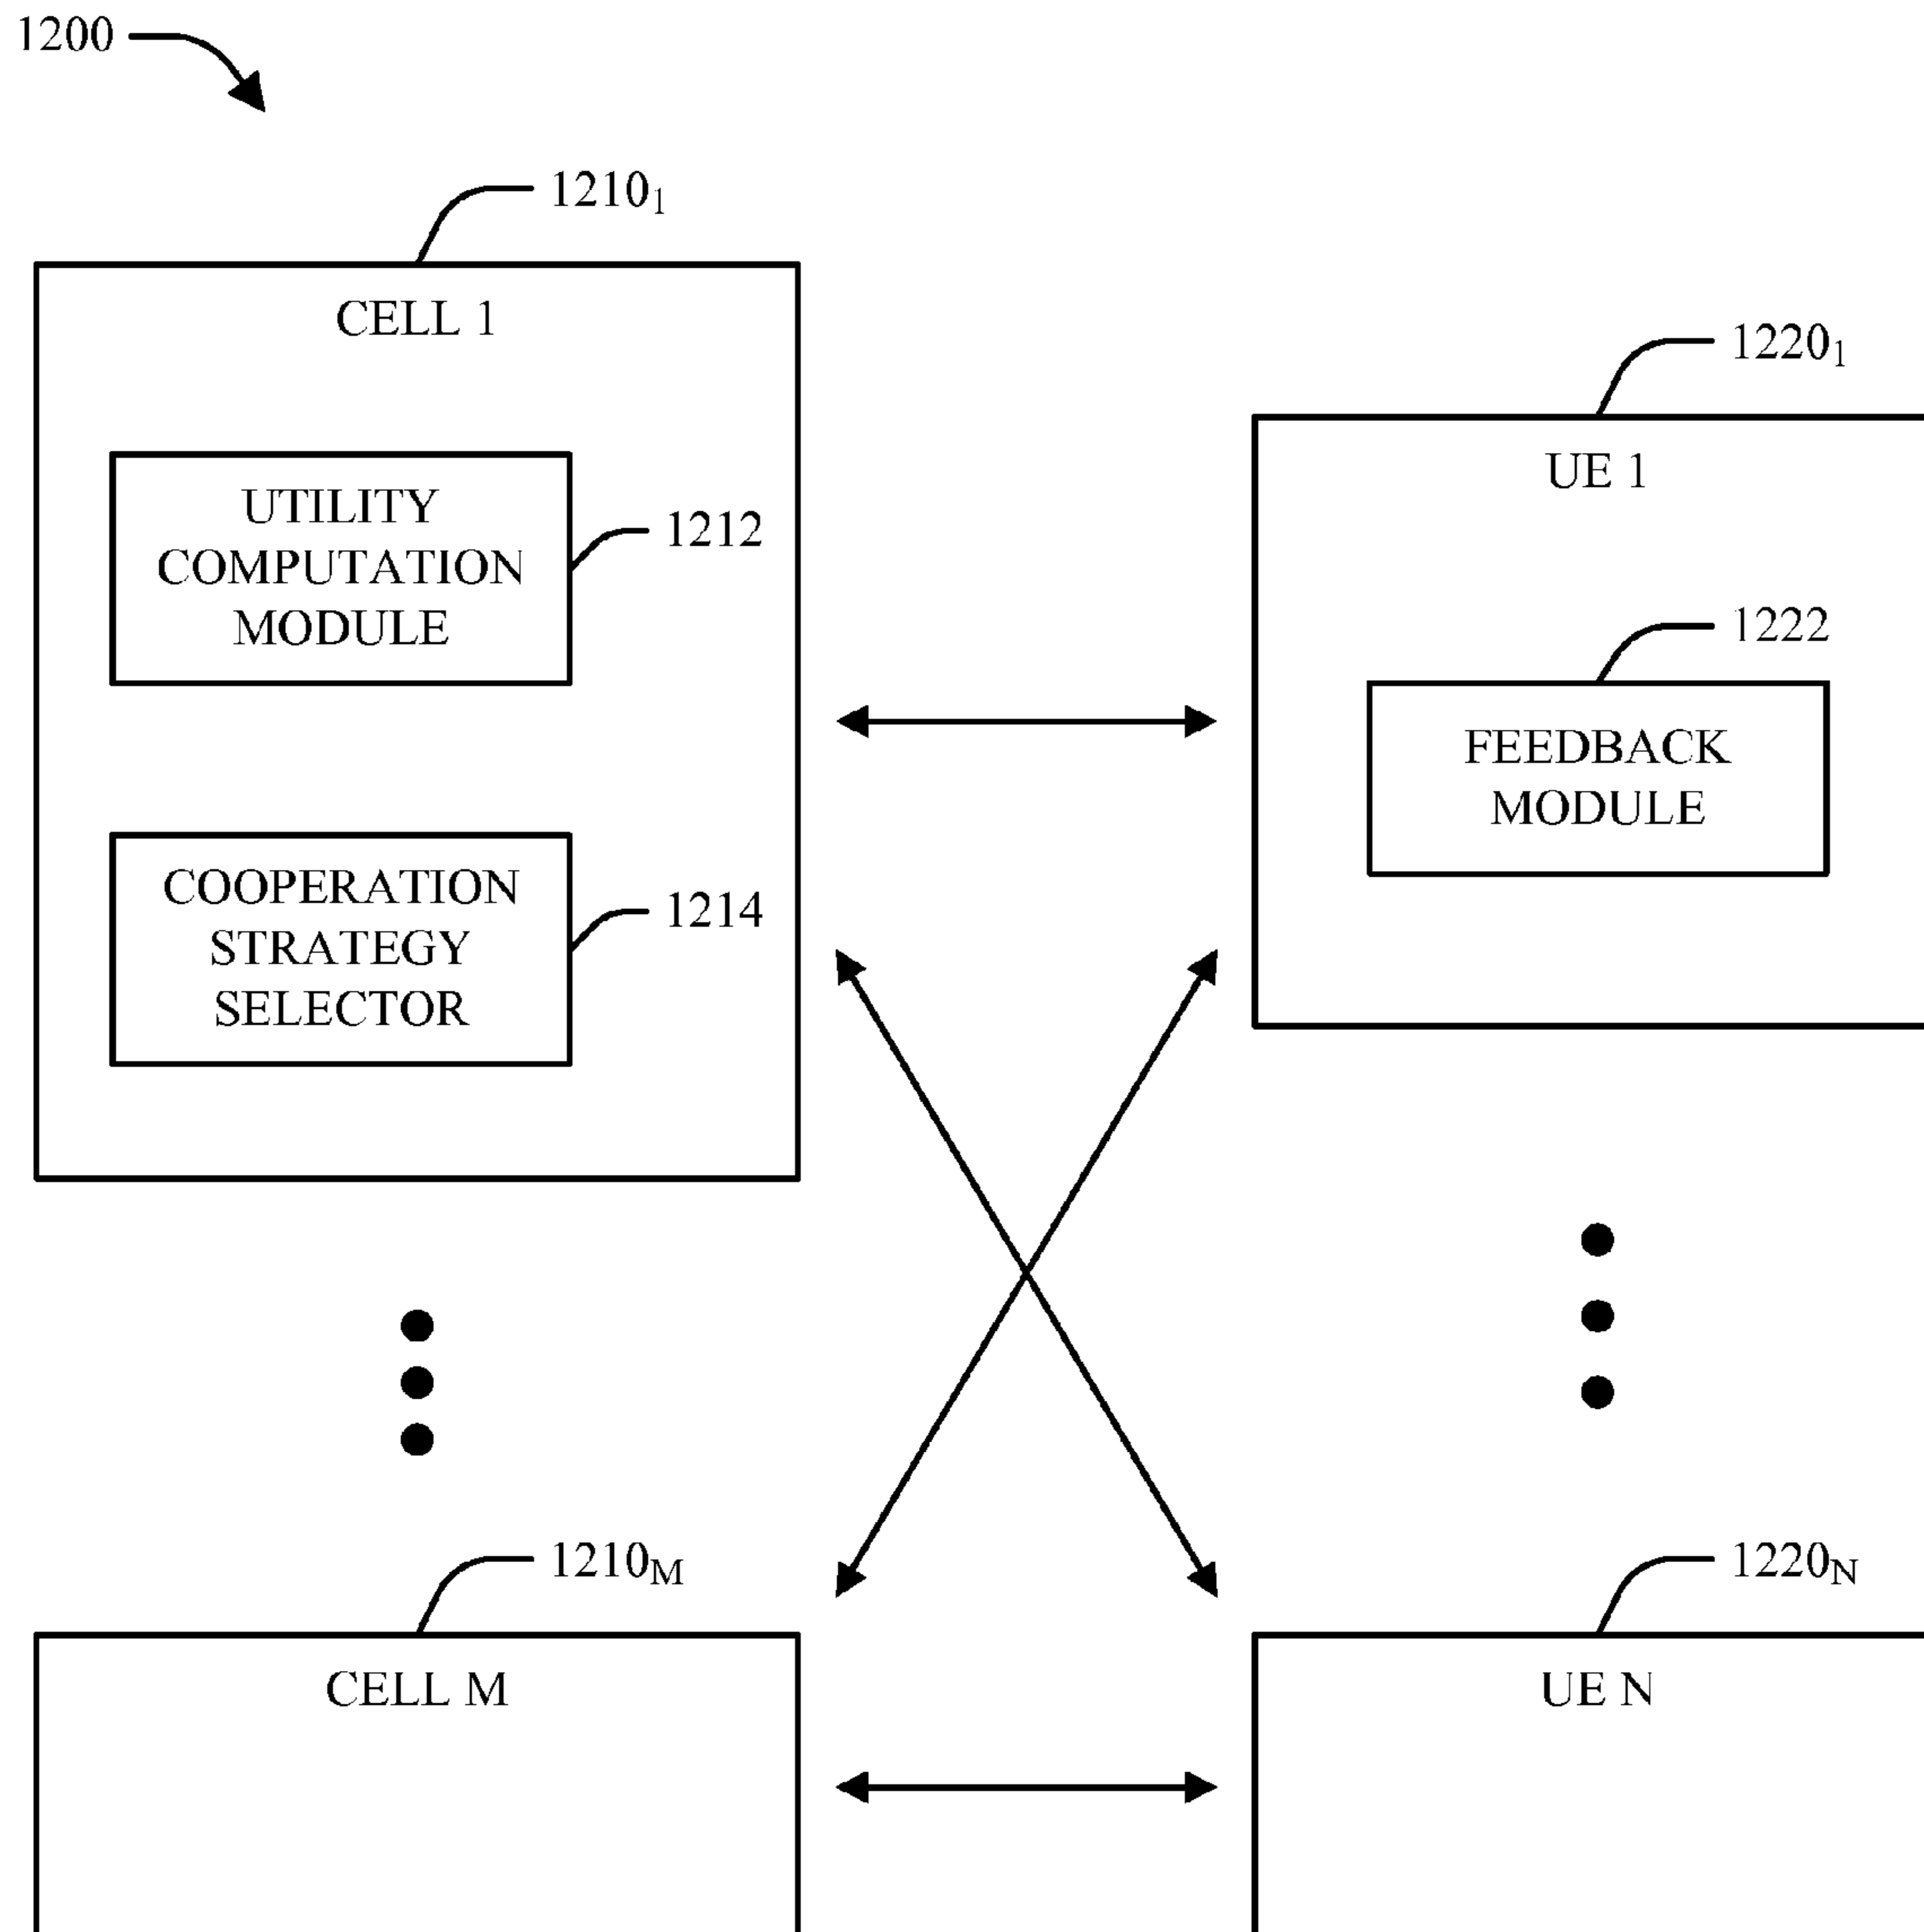 1200
1210₁
CELL 1
1220₁
UE 1
UTILITY
COMPUTATION
MODULE
1212
1222
FEEDBACK
MODULE
COOPERATION
STRATEGY
SELECTOR
1214
1210M
CELL M
1220N
UE N